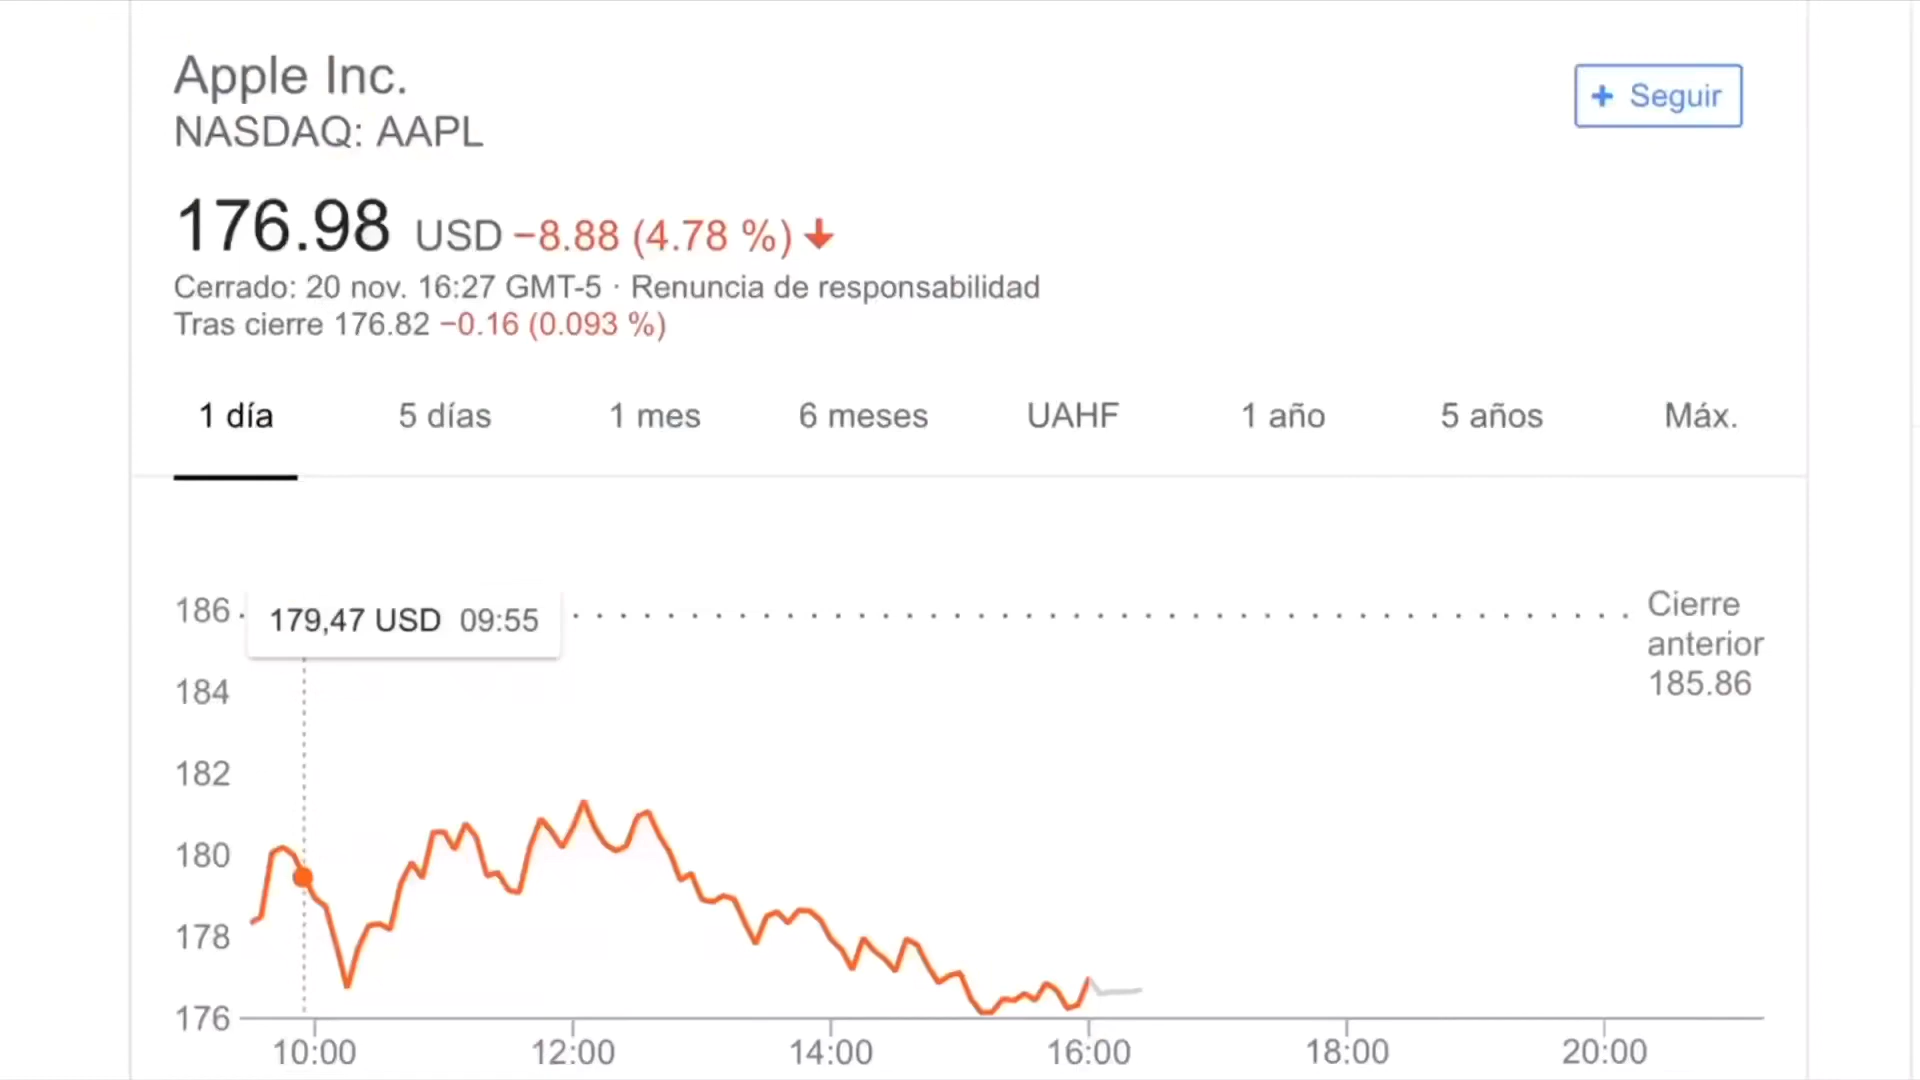 Apple Inc.
NASDAQ: AAPL
+ Seguir
176.98 USD −8.88 (4.78 %)
Cerrado: 20 nov. 16:27 GMT-5 · Renuncia de responsabilidad
Tras cierre 176.82 −0.16 (0.093 %)
1 día 5 días 1 mes 6 meses UAHF 1 año 5 años Máx.
186
179,47 USD 09:55
Cierre
anterior
185.86
184
182
180
178
176
10:00 12:00 14:00 16:00 18:00 20:00